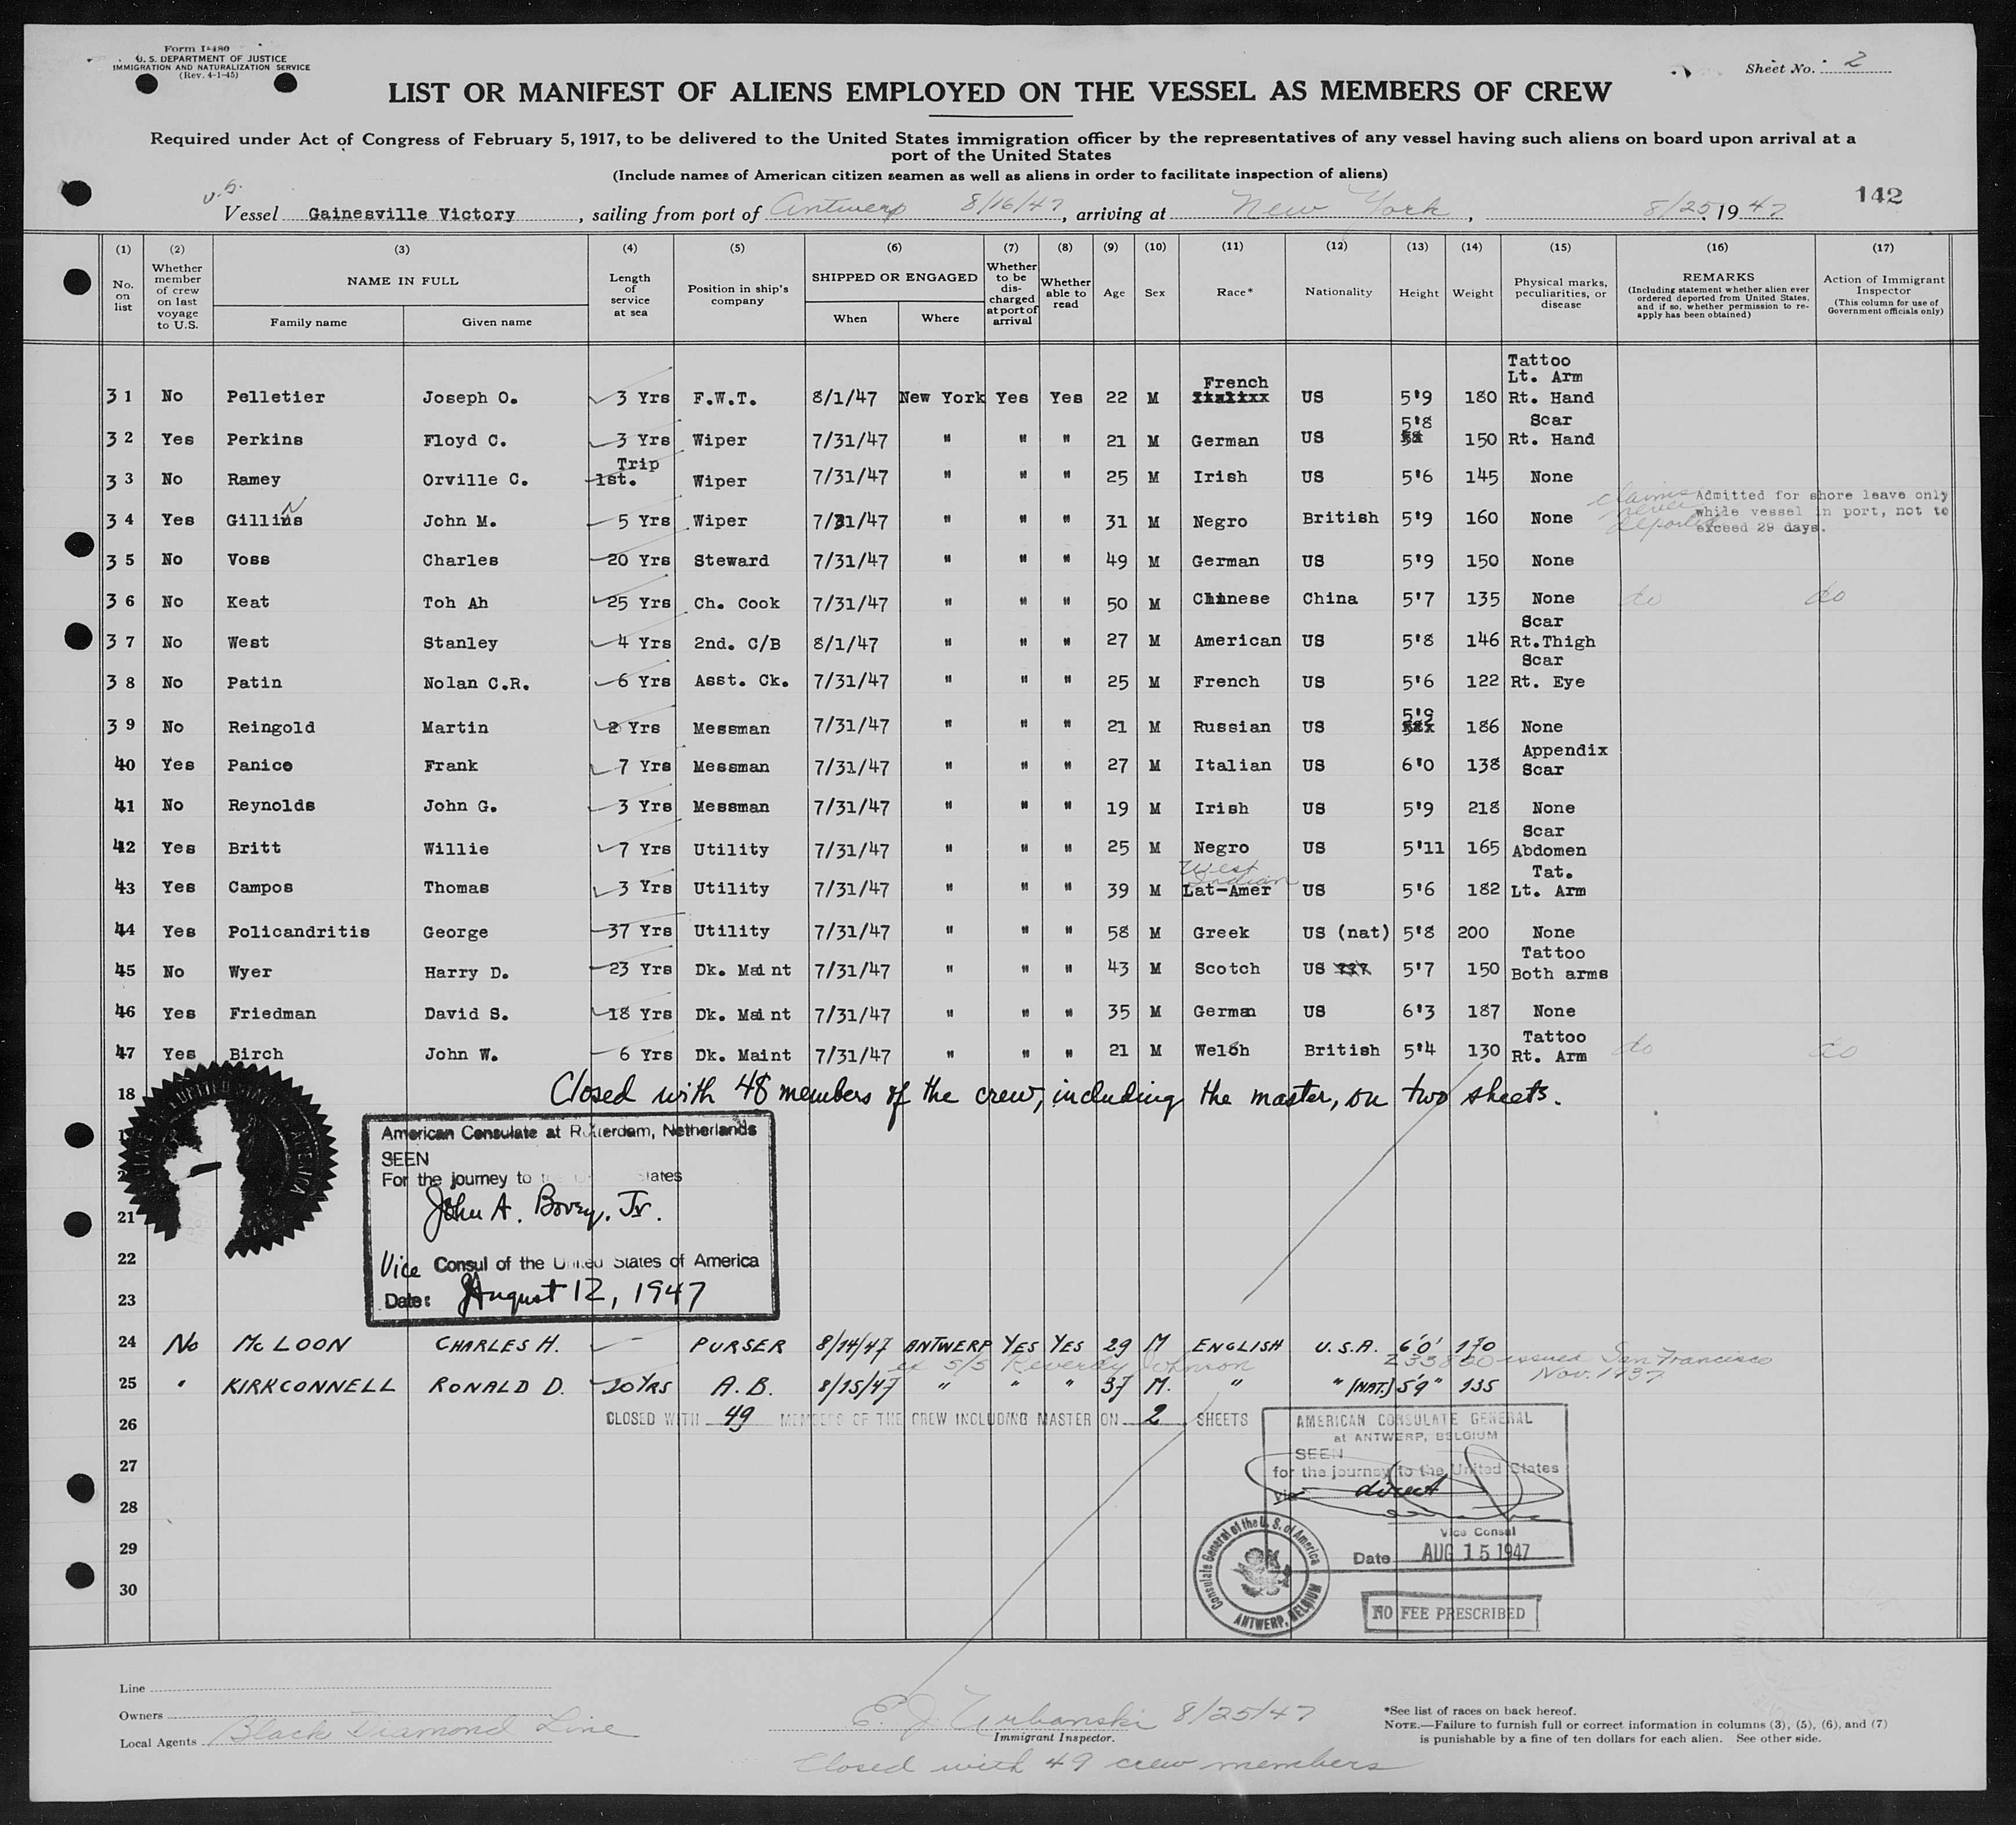 Form I-480
U. S. DEPARTMENT OF JUSTICE
IMMIGRATION AND NATURALIZATION SERVICE
(Rev. 4-1-45)
Sheet No. 2
LIST OR MANIFEST OF ALIENS EMPLOYED ON THE VESSEL AS MEMBERS OF CREW
Required under Act of Congress of February 5, 1917, to be delivered to the United States immigration officer by the representatives of any vessel having such aliens on board upon arrival at a
port of the United States
(Include names of American citizen seamen as well as aliens in order to facilitate inspection of aliens)
142
Vessel Gainesville Victory, sailing from port of Antwerp 8/16/47, arriving at New York, 8/25, 1947
(1) (2) (3) (4) (5) (6) (7) (8) (9) (10) (11) (12) (13) (14) (15) (16) (17)
No. on list
Whether member of crew on last voyage to U.S.
NAME IN FULL
Family name
Given name
Length of service at sea
Position in ship's company
SHIPPED OR ENGAGED
When
Where
Whether to be discharged at port of arrival
Whether able to read
Age
Sex
Race*
Nationality
Height
Weight
Physical marks, peculiarities, or disease
REMARKS
(Including statement whether alien ever ordered deported from United States, and if so, whether permission to reapply has been obtained)
Action of Immigrant Inspector
(This column for use of Government officials only)
31 No Pelletier Joseph O. 3 Yrs F.W.T. 8/1/47 New York Yes Yes 22 M French US 5'9 180 Tattoo Lt. Arm Rt. Hand
32 Yes Perkins Floyd C. 3 Yrs Wiper 7/31/47 " " " 21 M German US 5'8 150 Scar Rt. Hand
33 No Ramey Orville C. 1st. Trip Wiper 7/31/47 " " " 25 M Irish US 5'6 145 None
34 Yes Gillins John M. 5 Yrs Wiper 7/31/47 " " " 31 M Negro British 5'9 160 None claims never deported Admitted for shore leave only while vessel in port, not to exceed 29 days.
35 No Voss Charles 20 Yrs Steward 7/31/47 " " " 49 M German US 5'9 150 None
36 No Keat Toh Ah 25 Yrs Ch. Cook 7/31/47 " " " 50 M Chinese China 5'7 135 None do do
37 No West Stanley 4 Yrs 2nd. C/B 8/1/47 " " " 27 M American US 5'8 146 Scar Rt.Thigh
38 No Patin Nolan C.R. 6 Yrs Asst. Ck. 7/31/47 " " " 25 M French US 5'6 122 Scar Rt. Eye
39 No Reingold Martin 2 Yrs Messman 7/31/47 " " " 21 M Russian US 5'9 186 None
40 Yes Panico Frank 7 Yrs Messman 7/31/47 " " " 27 M Italian US 6'0 138 Appendix Scar
41 No Reynolds John G. 3 Yrs Messman 7/31/47 " " " 19 M Irish US 5'9 218 None
42 Yes Britt Willie 7 Yrs Utility 7/31/47 " " " 25 M Negro US 5'11 165 Scar Abdomen
43 Yes Campos Thomas 3 Yrs Utility 7/31/47 " " " 39 M West Indian Lat-Amer US 5'6 182 Tat. Lt. Arm
44 Yes Policandritis George 37 Yrs Utility 7/31/47 " " " 58 M Greek US (nat) 5'8 200 None
45 No Wyer Harry D. 23 Yrs Dk. Maint 7/31/47 " " " 43 M Scotch US 5'7 150 Tattoo Both arms
46 Yes Friedman David S. 18 Yrs Dk. Maint 7/31/47 " " " 35 M German US 6'3 187 None
47 Yes Birch John W. 6 Yrs Dk. Maint 7/31/47 " " " 21 M Welsh British 5'4 130 Tattoo Rt. Arm do do
18 Closed with 48 members of the crew, including the master, on two sheets.
American Consulate at Rotterdam, Netherlands
SEEN
For the journey to the United States
John A. Bovey, Jr.
Vice Consul of the United States of America
Date: August 12, 1947
21
22
23
24 No McLOON CHARLES H. — PURSER 8/14/47 ANTWERP YES YES 29 M ENGLISH U.S.A. 6'0" 170
ex S/S Reverdy Johnson Z 33880 issued San Francisco Nov. 1937
25 " KIRKCONNELL RONALD D. 20 YRS A.B. 8/15/47 " " " 37 M. " " (NAT.) 5'9" 135
26 CLOSED WITH 49 MEMBERS OF THE CREW INCLUDING MASTER ON 2 SHEETS
27
28
29
30
AMERICAN CONSULATE GENERAL
at ANTWERP, BELGIUM
SEEN
for the journey to the United States
via direct
Vice Consul
Date AUG 15 1947
Consulate General of the U. S. of America
ANTWERP, BELGIUM
NO FEE PRESCRIBED
Line
Owners
Local Agents Black Diamond Line
E. J. Urbanski 8/25/47
Immigrant Inspector.
Closed with 49 crew members
*See list of races on back hereof.
NOTE.—Failure to furnish full or correct information in columns (3), (5), (6), and (7)
is punishable by a fine of ten dollars for each alien. See other side.